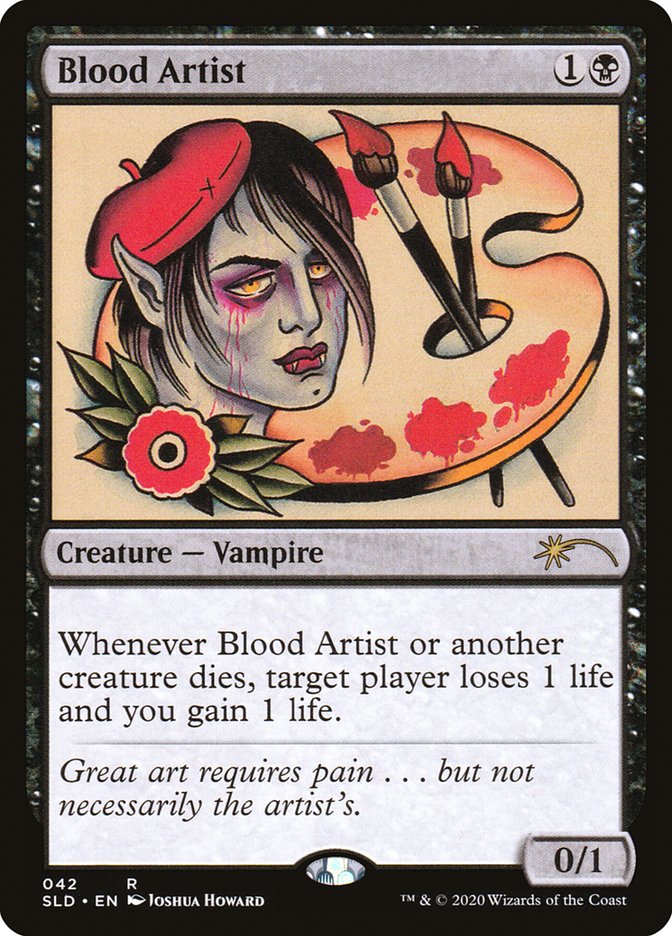 Blood Artist 1
Creature — Vampire
Whenever Blood Artist or another
creature dies, target player loses 1 life
and you gain 1 life.
Great art requires pain . . . but not
necessarily the artist's.
0/1
042 R
SLD • EN Joshua Howard ™ & © 2020 Wizards of the Coast